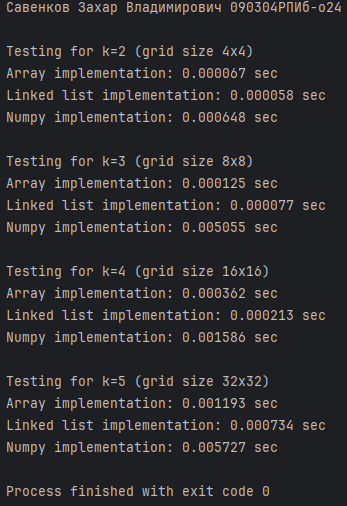 Савенков Захар Владимирович 090304РПИб-о24
Testing for k=2 (grid size 4x4)
Array implementation: 0.000067 sec
Linked list implementation: 0.000058 sec
Numpy implementation: 0.000648 sec
Testing for k=3 (grid size 8x8)
Array implementation: 0.000125 sec
Linked list implementation: 0.000077 sec
Numpy implementation: 0.005055 sec
Testing for k=4 (grid size 16x16)
Array implementation: 0.000362 sec
Linked list implementation: 0.000213 sec
Numpy implementation: 0.001586 sec
Testing for k=5 (grid size 32x32)
Array implementation: 0.001193 sec
Linked list implementation: 0.000734 sec
Numpy implementation: 0.005727 sec
Process finished with exit code 0